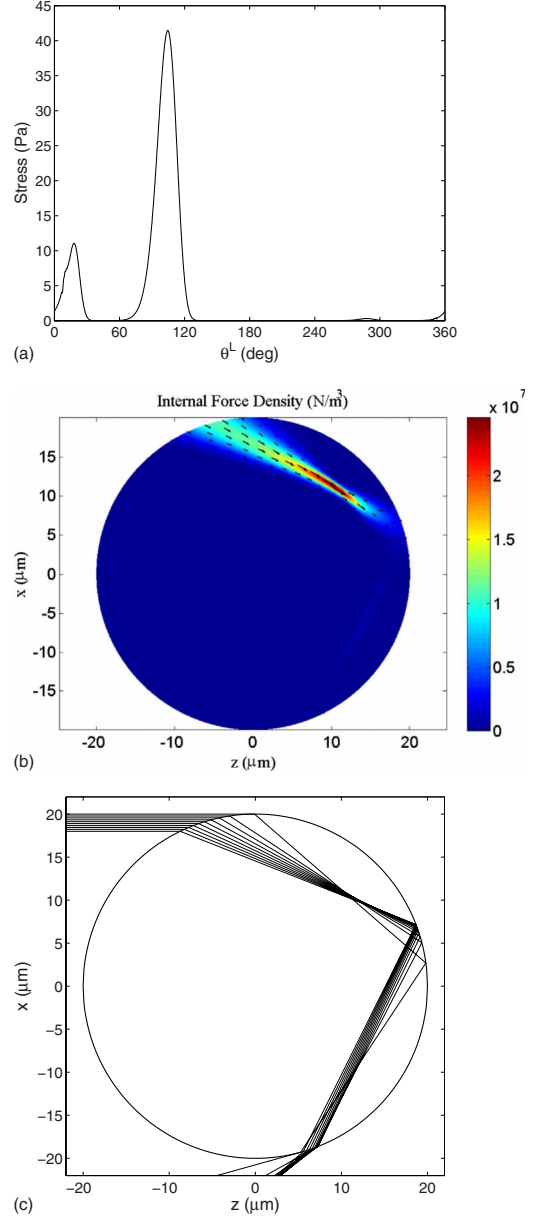 45
40
35
30
25
20
15
10
5
0
Stress (Pa)
0 60 120 180 240 300 360
θ^L (deg)
(a)
Internal Force Density (N/m^3)
x 10^7
15
10
5
0
-5
-10
-15
x (μm)
-20 -10 0 10 20
z (μm)
2
1.5
1
0.5
0
(b)
20
15
10
5
0
−5
−10
−15
−20
x (μm)
−20 −10 0 10 20
z (μm)
(c)